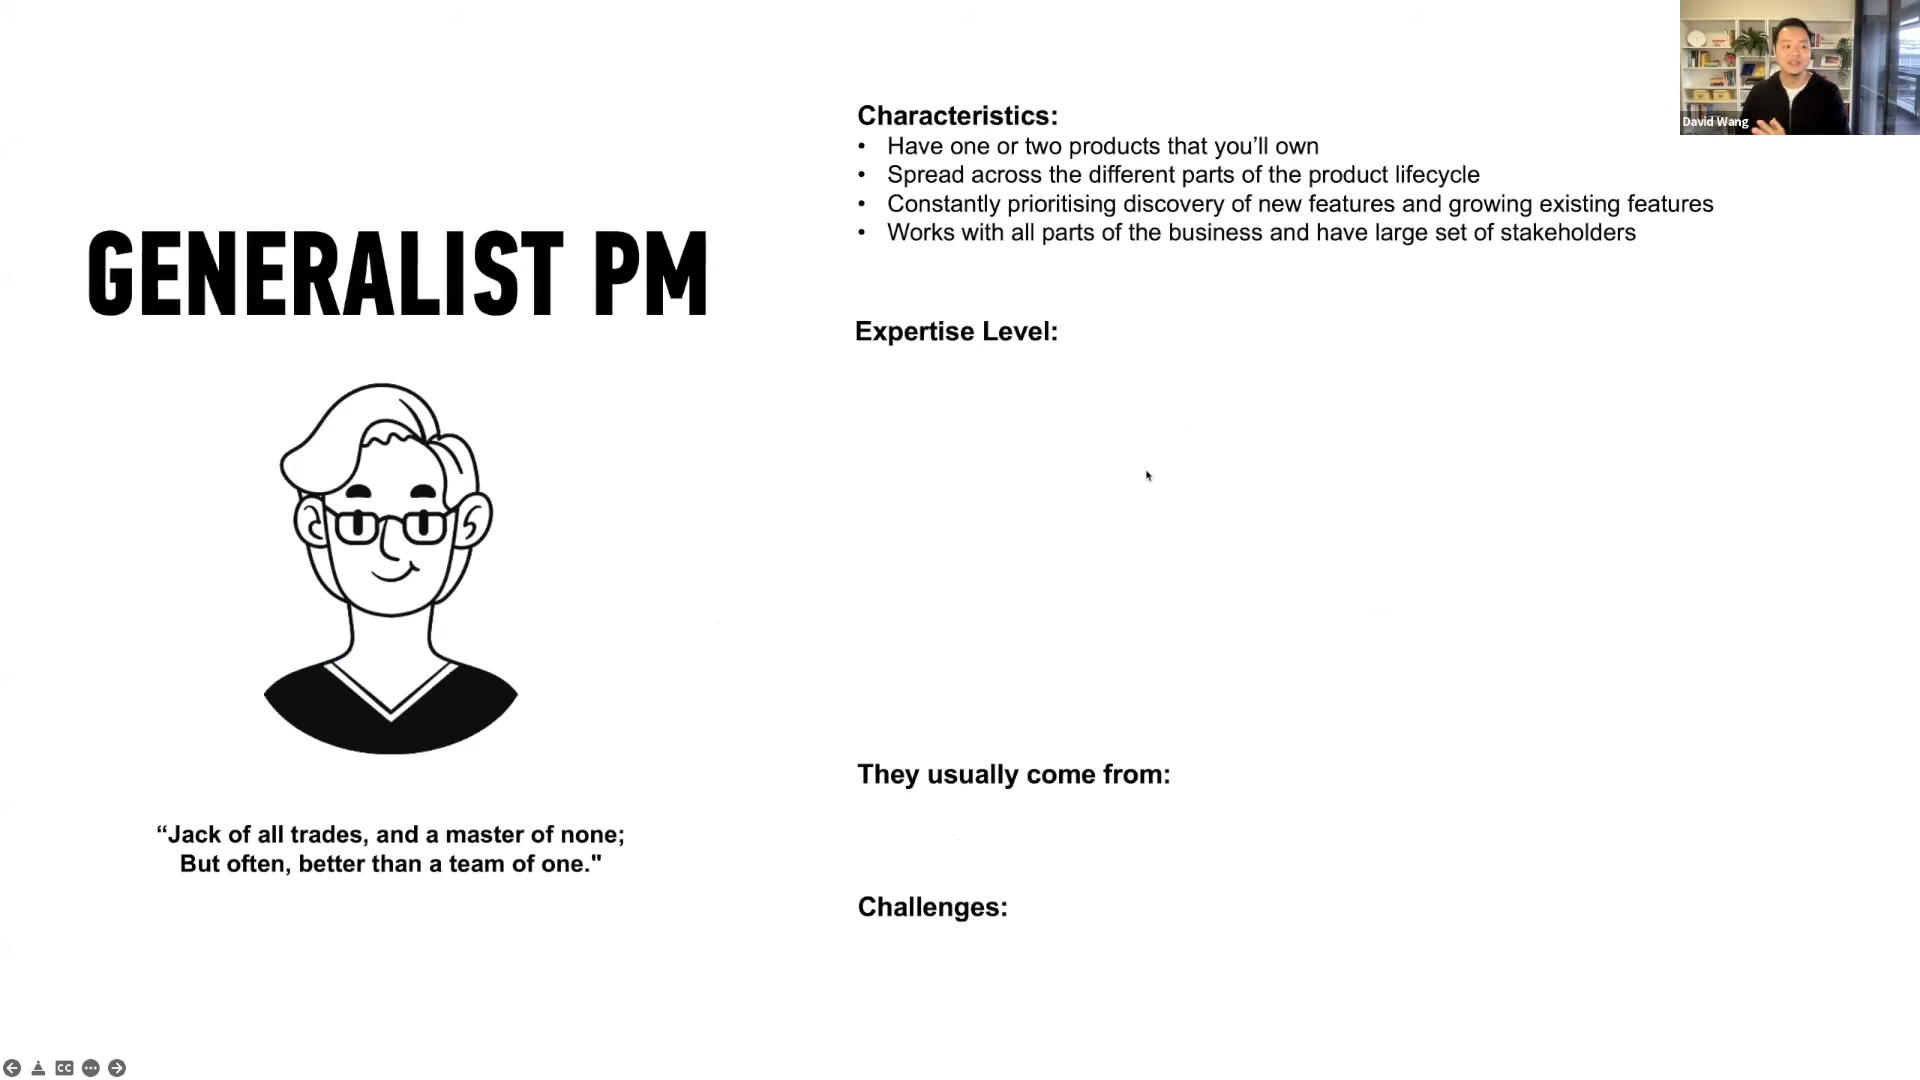 David Wang
GENERALIST PM
“Jack of all trades, and a master of none;
But often, better than a team of one."
Characteristics:
• Have one or two products that you’ll own
• Spread across the different parts of the product lifecycle
• Constantly prioritising discovery of new features and growing existing features
• Works with all parts of the business and have large set of stakeholders
Expertise Level:
They usually come from:
Challenges:
CC